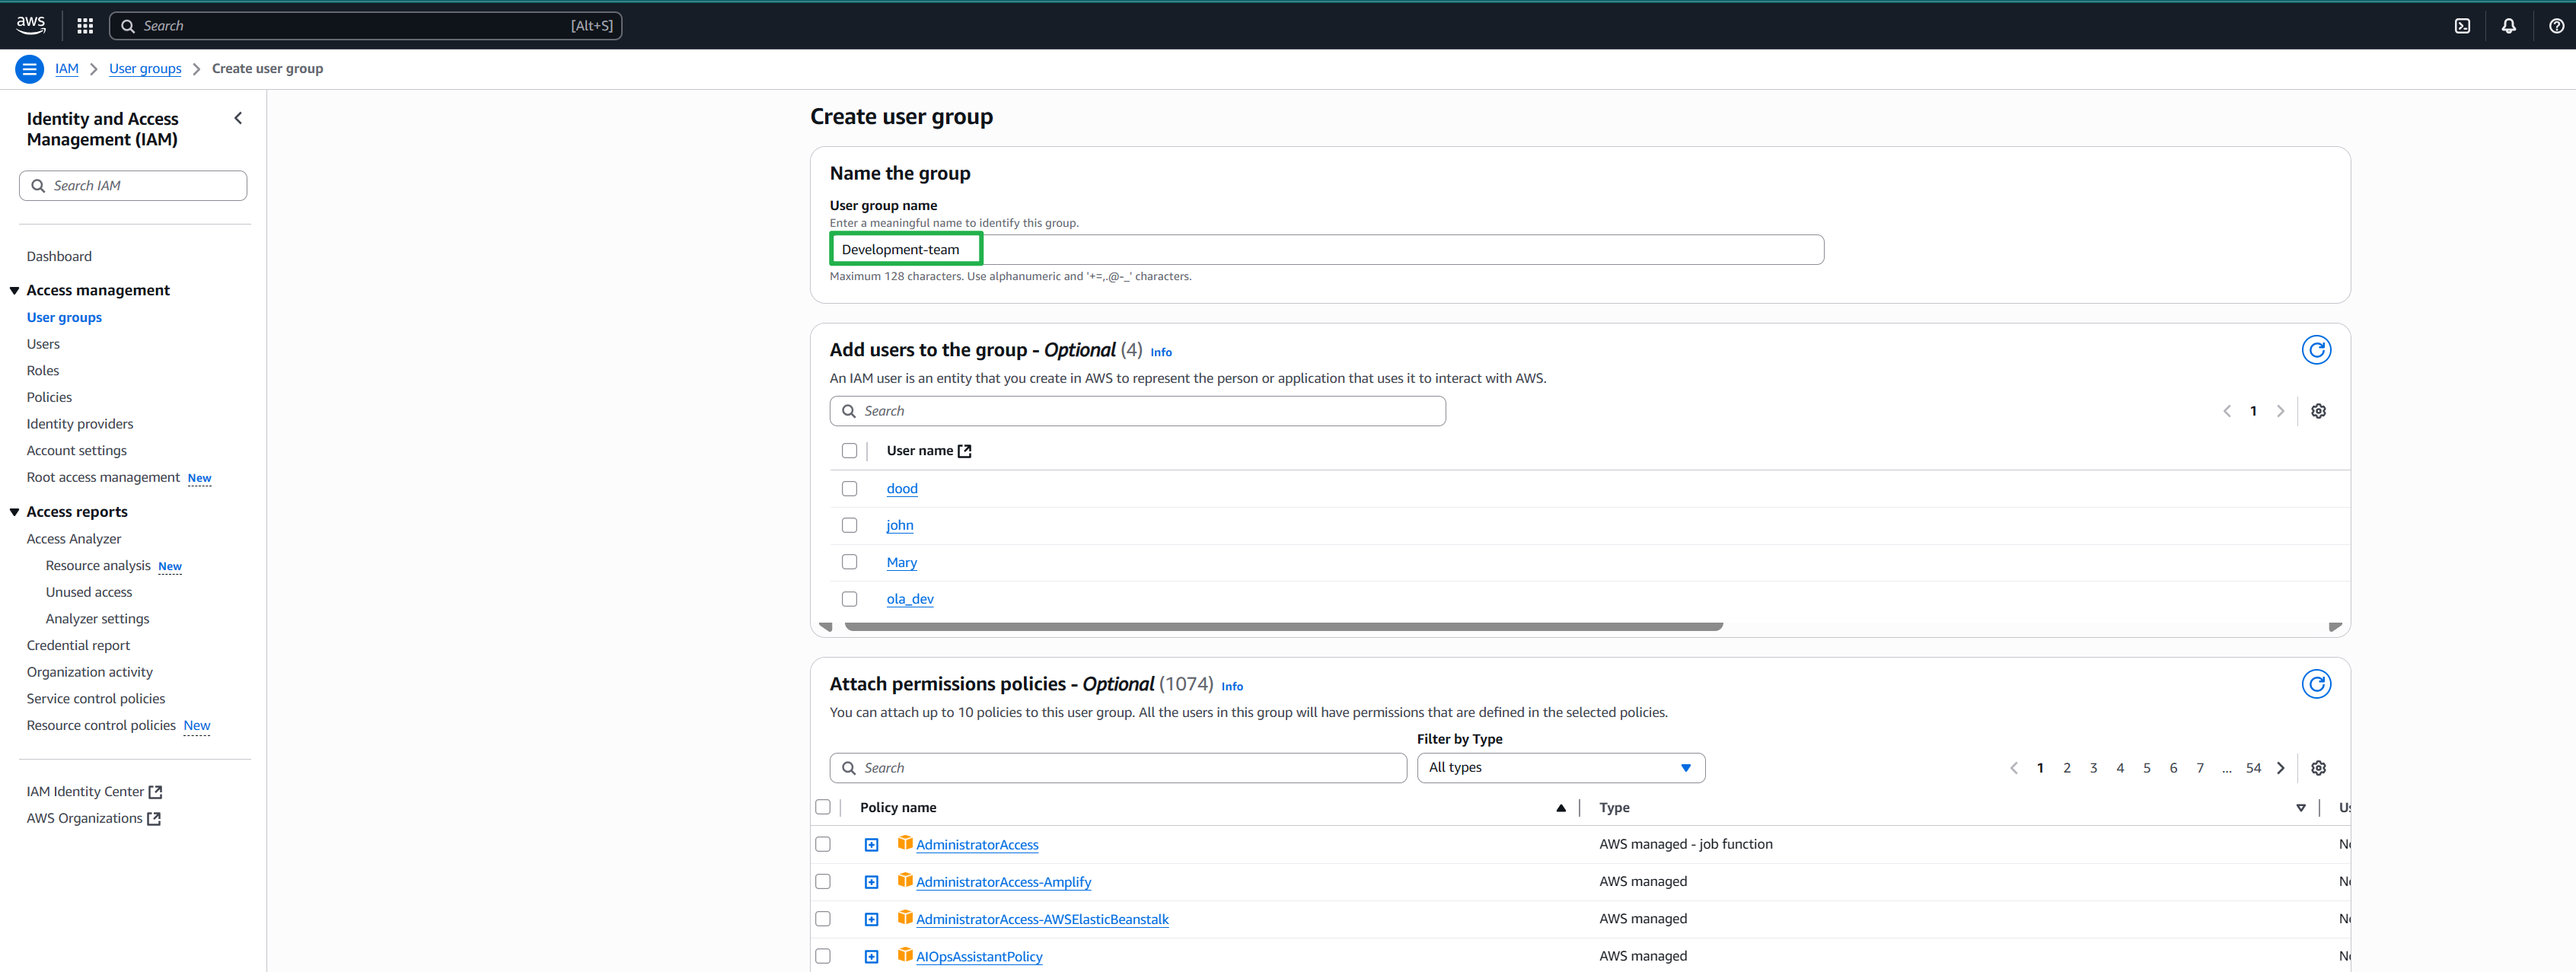 aws
Search
[Alt+S]
IAM
User groups
Create user group
Identity and Access
Management (IAM)
Search IAM
Dashboard
Access management
User groups
Users
Roles
Policies
Identity providers
Account settings
Root access management New
Access reports
Access Analyzer
Resource analysis New
Unused access
Analyzer settings
Credential report
Organization activity
Service control policies
Resource control policies New
IAM Identity Center
AWS Organizations
Create user group
Name the group
User group name
Enter a meaningful name to identify this group.
Development-team
Maximum 128 characters. Use alphanumeric and '+=,.@-_' characters.
Add users to the group - Optional (4) Info
An IAM user is an entity that you create in AWS to represent the person or application that uses it to interact with AWS.
Search
1
User name
dood
john
Mary
ola_dev
Attach permissions policies - Optional (1074) Info
You can attach up to 10 policies to this user group. All the users in this group will have permissions that are defined in the selected policies.
Filter by Type
Search
All types
1 2 3 4 5 6 7 ... 54
Policy name Type
AdministratorAccess AWS managed - job function
AdministratorAccess-Amplify AWS managed
AdministratorAccess-AWSElasticBeanstalk AWS managed
AIOpsAssistantPolicy AWS managed